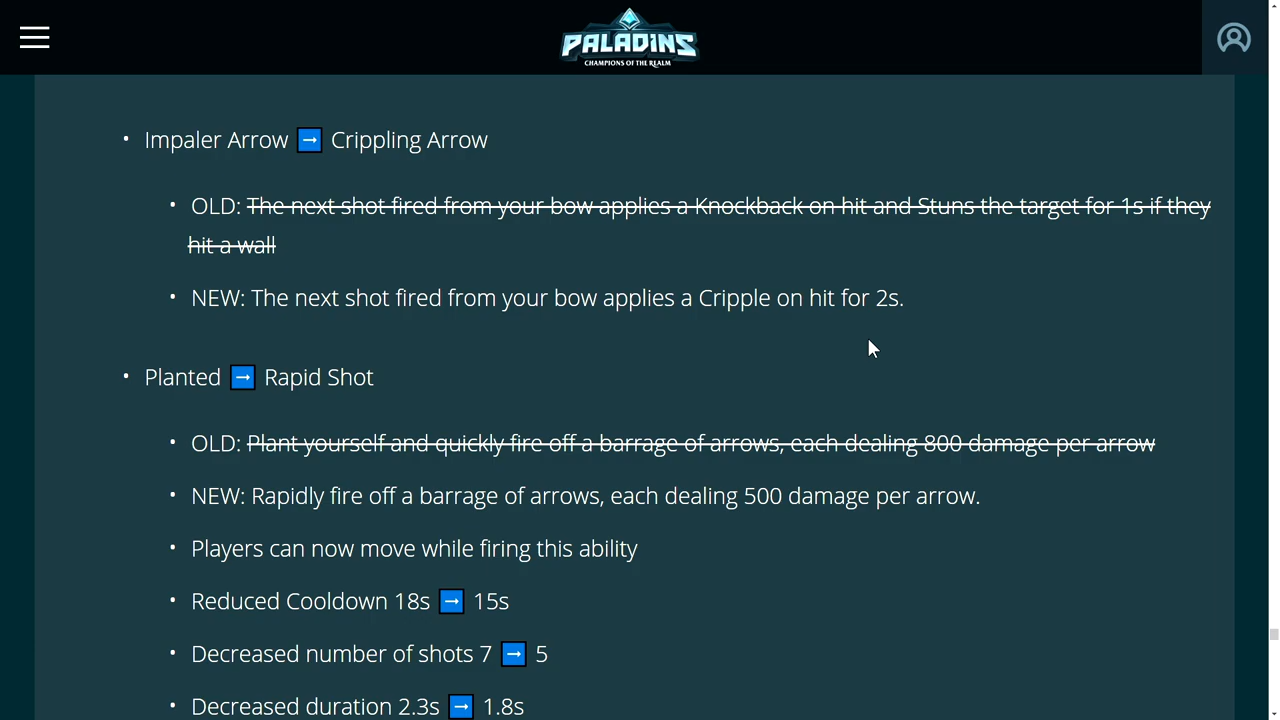 PALADINS
CHAMPIONS OF THE REALM
• Impaler Arrow ➡ Crippling Arrow
• OLD: The next shot fired from your bow applies a Knockback on hit and Stuns the target for 1s if they
hit a wall
• NEW: The next shot fired from your bow applies a Cripple on hit for 2s.
• Planted ➡ Rapid Shot
• OLD: Plant yourself and quickly fire off a barrage of arrows, each dealing 800 damage per arrow
• NEW: Rapidly fire off a barrage of arrows, each dealing 500 damage per arrow.
• Players can now move while firing this ability
• Reduced Cooldown 18s ➡ 15s
• Decreased number of shots 7 ➡ 5
• Decreased duration 2.3s ➡ 1.8s